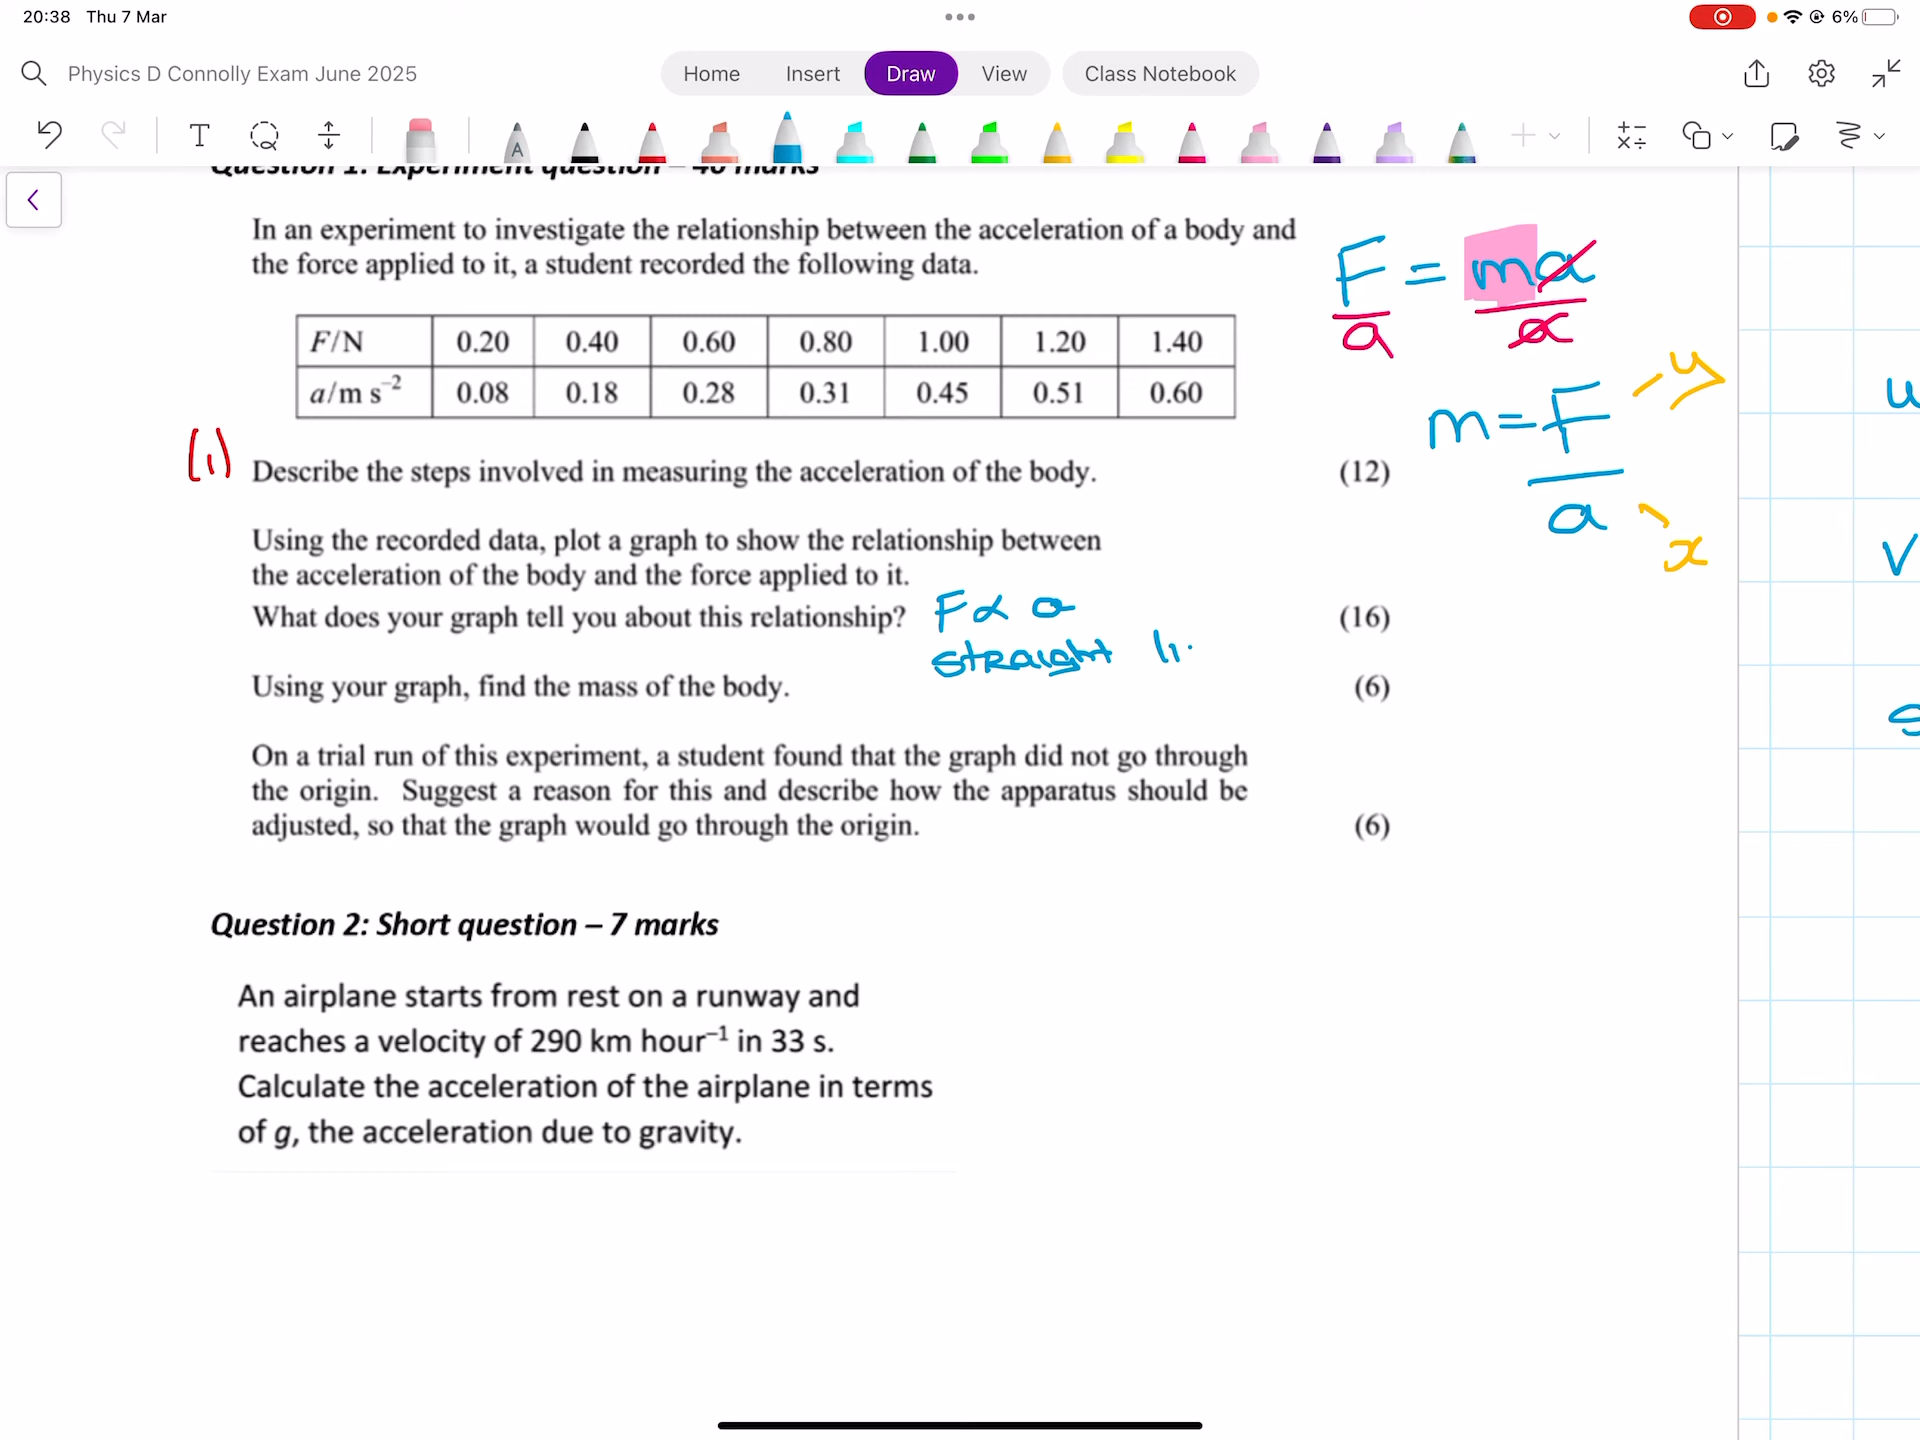 20:38 Thu 7 Mar
6%
Physics D Connolly Exam June 2025
Home Insert Draw View Class Notebook
T
A
Question 1: Experiment question – 40 marks
In an experiment to investigate the relationship between the acceleration of a body and
the force applied to it, a student recorded the following data.
F/N 0.20 0.40 0.60 0.80 1.00 1.20 1.40
a/m s⁻² 0.08 0.18 0.28 0.31 0.45 0.51 0.60
F = ma
a a
m = F
a
y
x
(i) Describe the steps involved in measuring the acceleration of the body. (12)
Using the recorded data, plot a graph to show the relationship between
the acceleration of the body and the force applied to it.
What does your graph tell you about this relationship? (16)
F ∝ a
straight li
Using your graph, find the mass of the body. (6)
On a trial run of this experiment, a student found that the graph did not go through
the origin. Suggest a reason for this and describe how the apparatus should be
adjusted, so that the graph would go through the origin. (6)
u
v
s
Question 2: Short question – 7 marks
An airplane starts from rest on a runway and
reaches a velocity of 290 km hour⁻¹ in 33 s.
Calculate the acceleration of the airplane in terms
of g, the acceleration due to gravity.